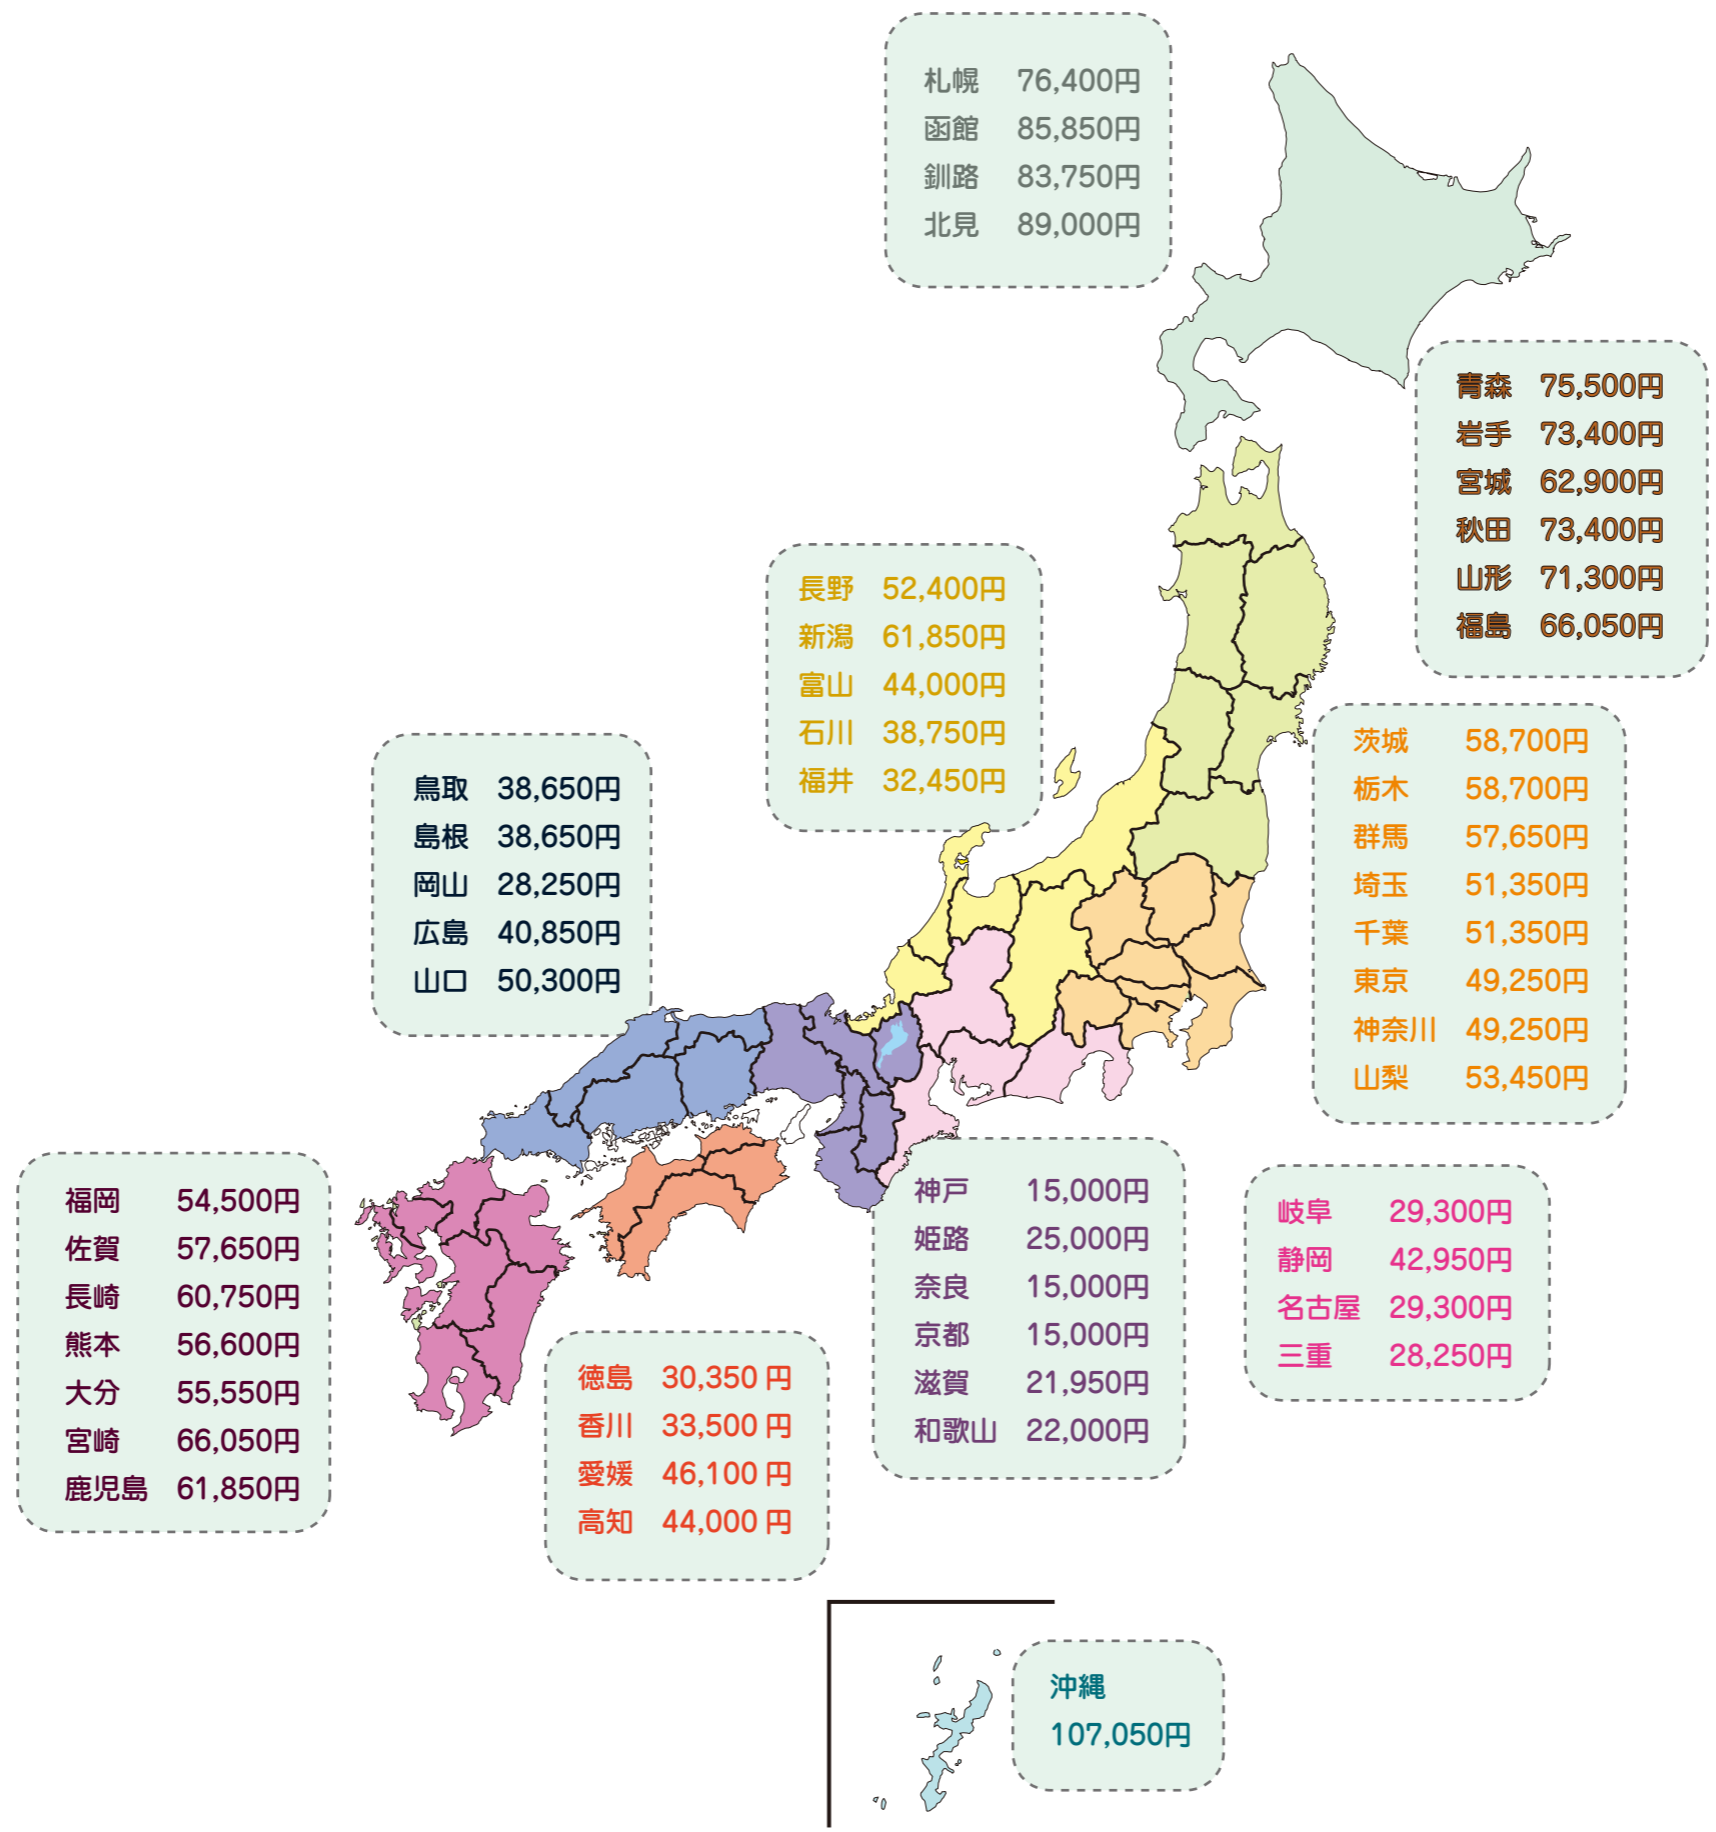 札幌 76,400円
函館 85,850円
釧路 83,750円
北見 89,000円
青森 75,500円
岩手 73,400円
宮城 62,900円
秋田 73,400円
山形 71,300円
福島 66,050円
長野 52,400円
新潟 61,850円
富山 44,000円
石川 38,750円
福井 32,450円
茨城 58,700円
栃木 58,700円
群馬 57,650円
埼玉 51,350円
千葉 51,350円
東京 49,250円
神奈川 49,250円
山梨 53,450円
鳥取 38,650円
島根 38,650円
岡山 28,250円
広島 40,850円
山口 50,300円
福岡 54,500円
佐賀 57,650円
長崎 60,750円
熊本 56,600円
大分 55,550円
宮崎 66,050円
鹿児島 61,850円
徳島 30,350円
香川 33,500円
愛媛 46,100円
高知 44,000円
神戸 15,000円
姫路 25,000円
奈良 15,000円
京都 15,000円
滋賀 21,950円
和歌山 22,000円
岐阜 29,300円
静岡 42,950円
名古屋 29,300円
三重 28,250円
沖縄
107,050円